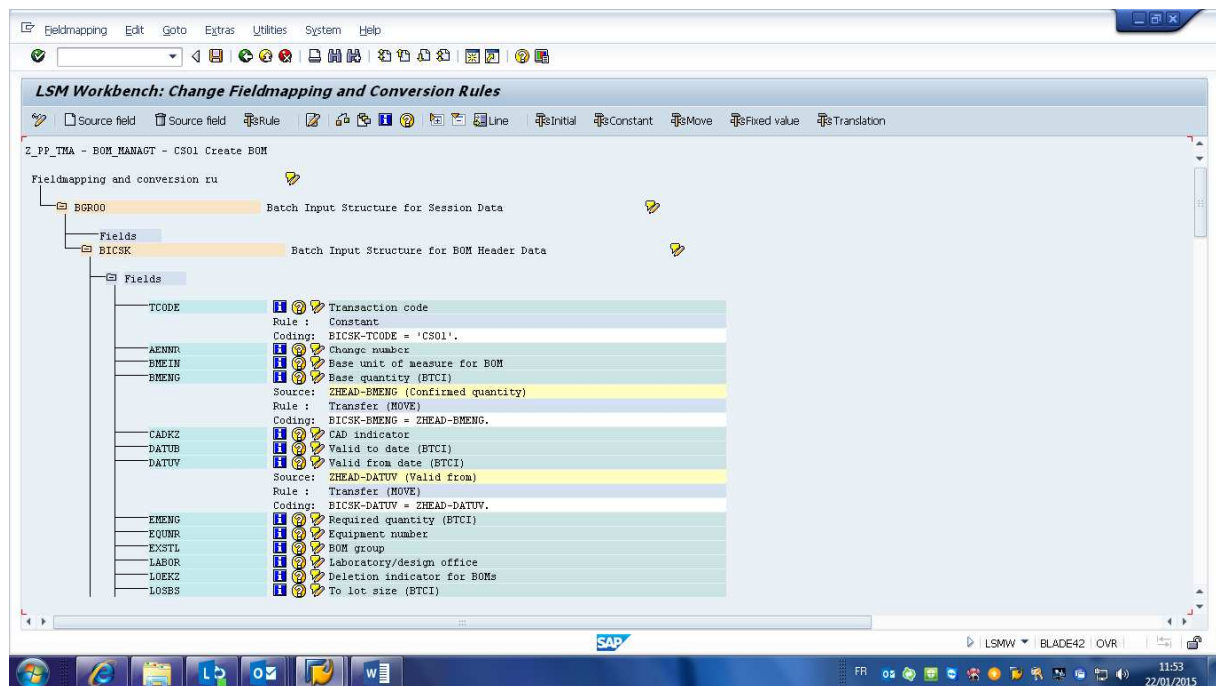 Fieldmapping Edit Goto Extras Utilities System Help
LSM Workbench: Change Fieldmapping and Conversion Rules
Source field Source field Rule Line Initial Constant Move Fixed value Translation
Z_PP_TMA - BOM_MANAGT - CS01 Create BOM
Fieldmapping and conversion ru
BGR00 Batch Input Structure for Session Data
Fields
BICSK Batch Input Structure for BOM Header Data
Fields
TCODE Transaction code
Rule : Constant
Coding: BICSK-TCODE = 'CS01'.
AENNR Change number
BMEIN Base unit of measure for BOM
BMENG Base quantity (BTCI)
Source: ZHEAD-BMENG (Confirmed quantity)
Rule : Transfer (MOVE)
Coding: BICSK-BMENG = ZHEAD-BMENG.
CADKZ CAD indicator
DATUB Valid to date (BTCI)
DATUV Valid from date (BTCI)
Source: ZHEAD-DATUV (Valid from)
Rule : Transfer (MOVE)
Coding: BICSK-DATUV = ZHEAD-DATUV.
EMENG Required quantity (BTCI)
EQUNR Equipment number
EXSTL BOM group
LABOR Laboratory/design office
LOEKZ Deletion indicator for BOMs
LOSBS To lot size (BTCI)
SAP LSMW BLADE42 OVR
FR 11:53
22/01/2015